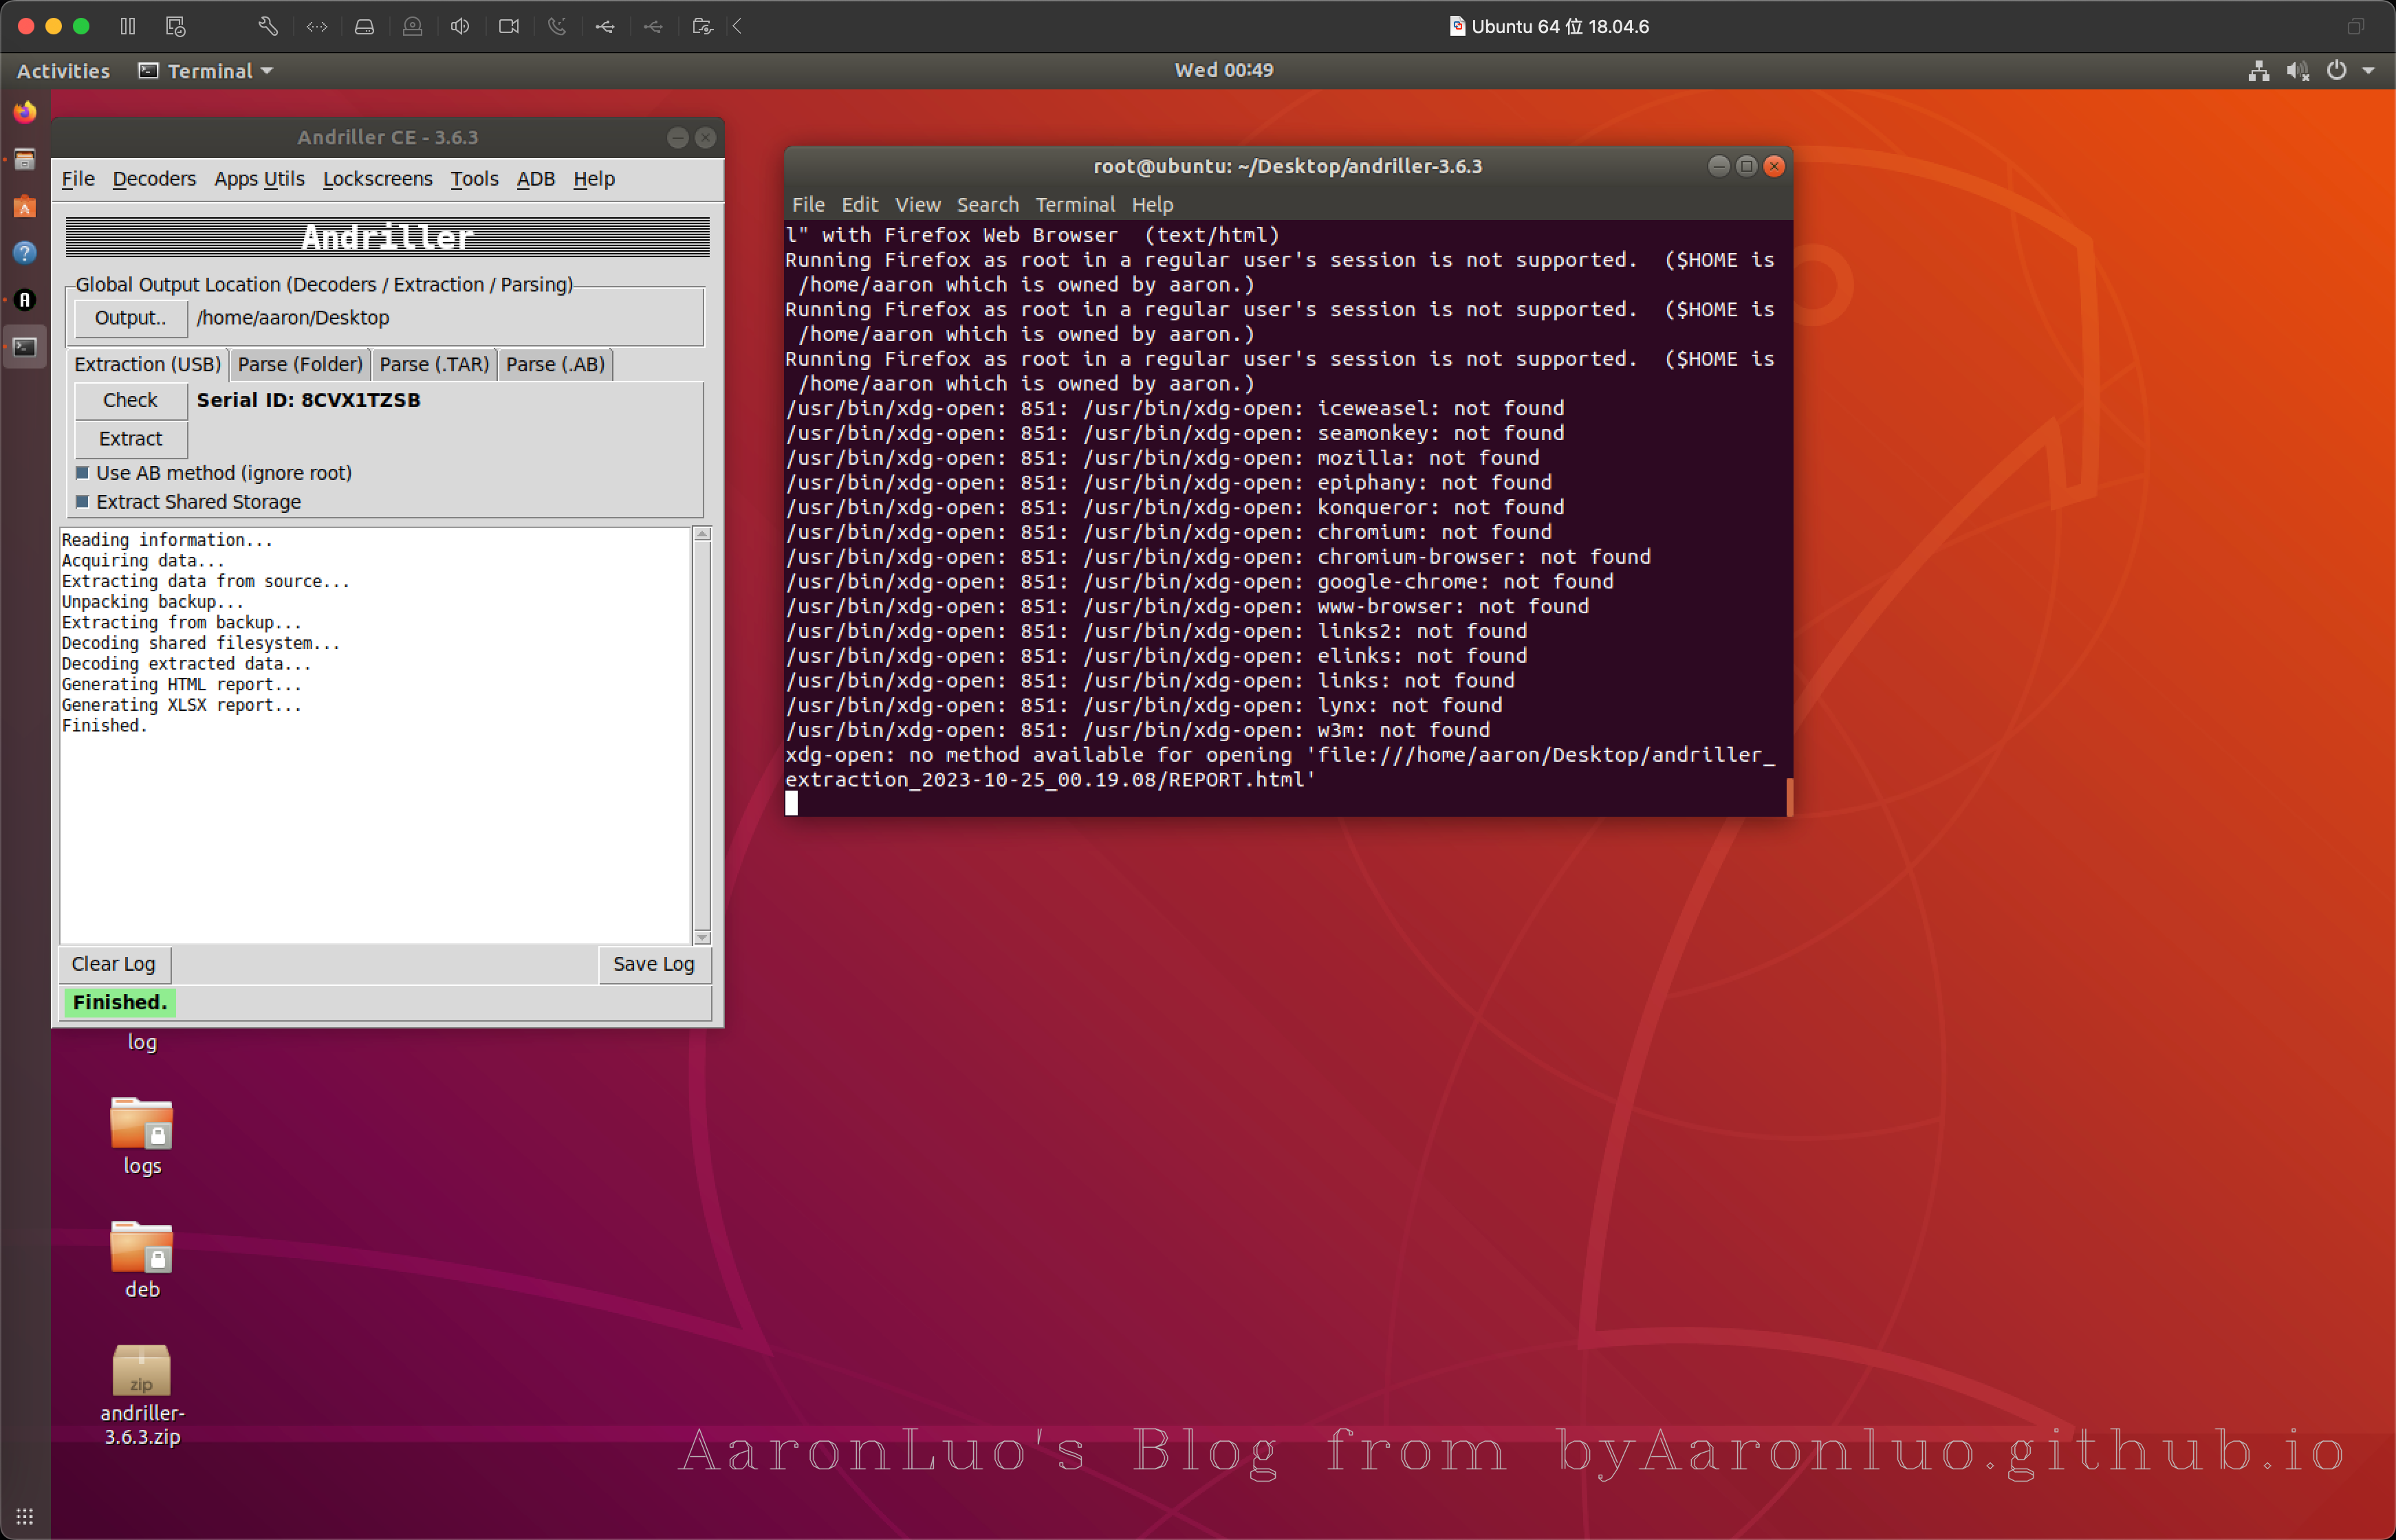 Ubuntu 64 位 18.04.6
Activities
Terminal
Wed 00:49
Andriller CE - 3.6.3
File Decoders Apps Utils Lockscreens Tools ADB Help
Andriller
Global Output Location (Decoders / Extraction / Parsing)
Output.. /home/aaron/Desktop
Extraction (USB) Parse (Folder) Parse (.TAR) Parse (.AB)
Check Serial ID: 8CVX1TZSB
Extract
Use AB method (ignore root)
Extract Shared Storage
Reading information...
Acquiring data...
Extracting data from source...
Unpacking backup...
Extracting from backup...
Decoding shared filesystem...
Decoding extracted data...
Generating HTML report...
Generating XLSX report...
Finished.
Clear Log Save Log
Finished.
root@ubuntu: ~/Desktop/andriller-3.6.3
File Edit View Search Terminal Help
l" with Firefox Web Browser  (text/html)
Running Firefox as root in a regular user's session is not supported.  ($HOME is
 /home/aaron which is owned by aaron.)
Running Firefox as root in a regular user's session is not supported.  ($HOME is
 /home/aaron which is owned by aaron.)
Running Firefox as root in a regular user's session is not supported.  ($HOME is
 /home/aaron which is owned by aaron.)
/usr/bin/xdg-open: 851: /usr/bin/xdg-open: iceweasel: not found
/usr/bin/xdg-open: 851: /usr/bin/xdg-open: seamonkey: not found
/usr/bin/xdg-open: 851: /usr/bin/xdg-open: mozilla: not found
/usr/bin/xdg-open: 851: /usr/bin/xdg-open: epiphany: not found
/usr/bin/xdg-open: 851: /usr/bin/xdg-open: konqueror: not found
/usr/bin/xdg-open: 851: /usr/bin/xdg-open: chromium: not found
/usr/bin/xdg-open: 851: /usr/bin/xdg-open: chromium-browser: not found
/usr/bin/xdg-open: 851: /usr/bin/xdg-open: google-chrome: not found
/usr/bin/xdg-open: 851: /usr/bin/xdg-open: www-browser: not found
/usr/bin/xdg-open: 851: /usr/bin/xdg-open: links2: not found
/usr/bin/xdg-open: 851: /usr/bin/xdg-open: elinks: not found
/usr/bin/xdg-open: 851: /usr/bin/xdg-open: links: not found
/usr/bin/xdg-open: 851: /usr/bin/xdg-open: lynx: not found
/usr/bin/xdg-open: 851: /usr/bin/xdg-open: w3m: not found
xdg-open: no method available for opening 'file:///home/aaron/Desktop/andriller_
extraction_2023-10-25_00.19.08/REPORT.html'
log
logs
deb
zip
andriller-
3.6.3.zip
AaronLuo's Blog from byAaronluo.github.io